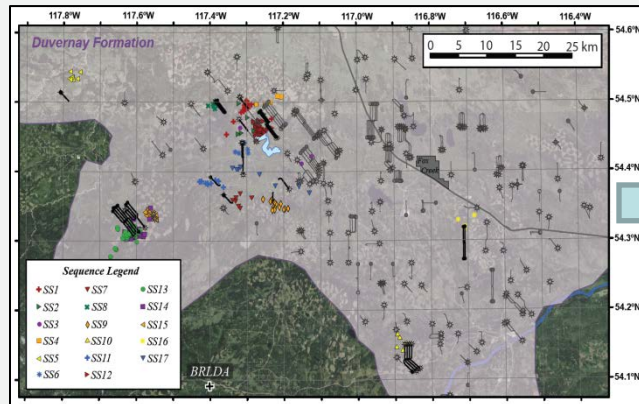 117.8°W 117.6°W 117.4°W 117.2°W 117.0°W 116.8°W 116.6°W 116.4°W
Duvernay Formation
0 5 10 15 20 25 km
54.6°N
54.5°N
54.4°N
54.3°N
54.2°N
54.1°N
Fox
Creek
Sequence Legend
SS1 SS7 SS13
SS2 SS8 SS14
SS3 SS9 SS15
SS4 SS10 SS16
SS5 SS11 SS17
SS6 SS12
BRLDA